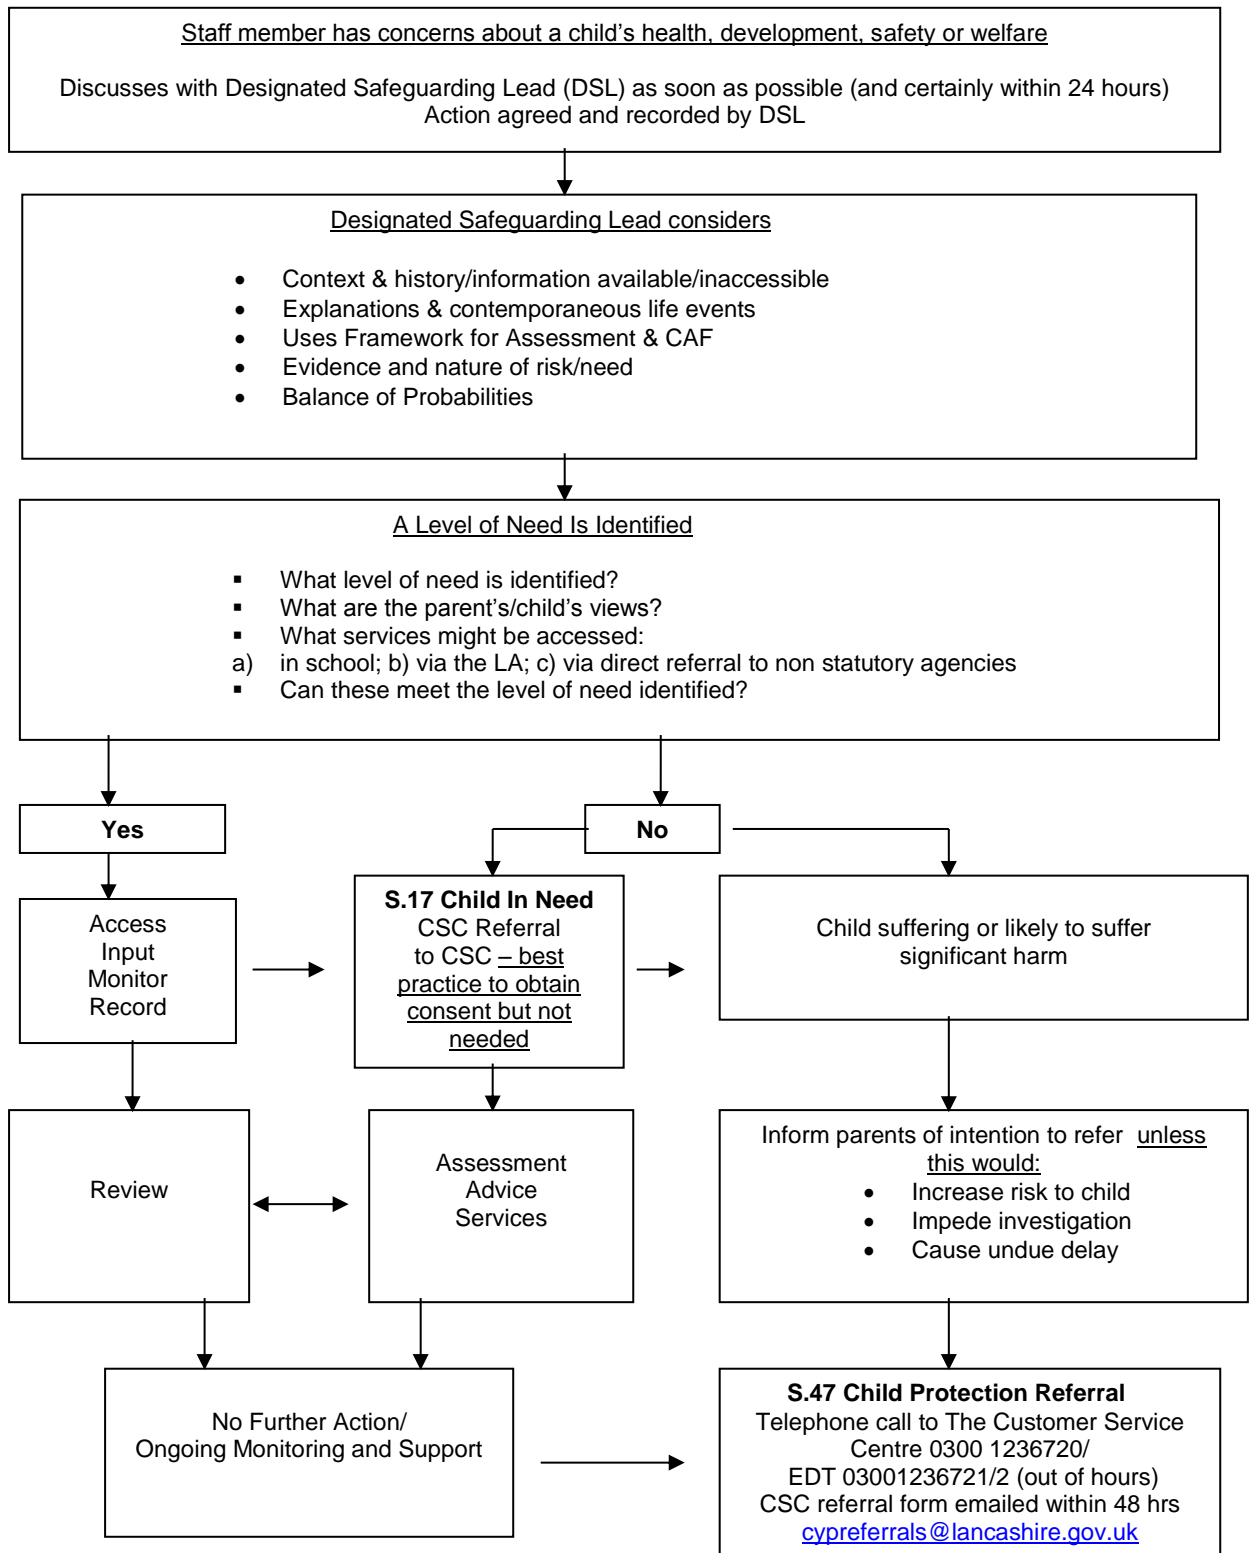 Staff member has concerns about a child's health, development, safety or welfare
Discusses with Designated Safeguarding Lead (DSL) as soon as possible (and certainly within 24 hours)
Action agreed and recorded by DSL
Designated Safeguarding Lead considers
• Context & history/information available/inaccessible
• Explanations & contemporaneous life events
• Uses Framework for Assessment & CAF
• Evidence and nature of risk/need
• Balance of Probabilities
A Level of Need Is Identified
▪ What level of need is identified?
▪ What are the parent's/child's views?
▪ What services might be accessed:
a) in school; b) via the LA; c) via direct referral to non statutory agencies
▪ Can these meet the level of need identified?
Yes
No
Access
Input
Monitor
Record
S.17 Child In Need
CSC Referral
to CSC – best
practice to obtain
consent but not
needed
Child suffering or likely to suffer
significant harm
Review
Assessment
Advice
Services
Inform parents of intention to refer unless
this would:
• Increase risk to child
• Impede investigation
• Cause undue delay
No Further Action/
Ongoing Monitoring and Support
S.47 Child Protection Referral
Telephone call to The Customer Service
Centre 0300 1236720/
EDT 03001236721/2 (out of hours)
CSC referral form emailed within 48 hrs
cypreferrals@lancashire.gov.uk